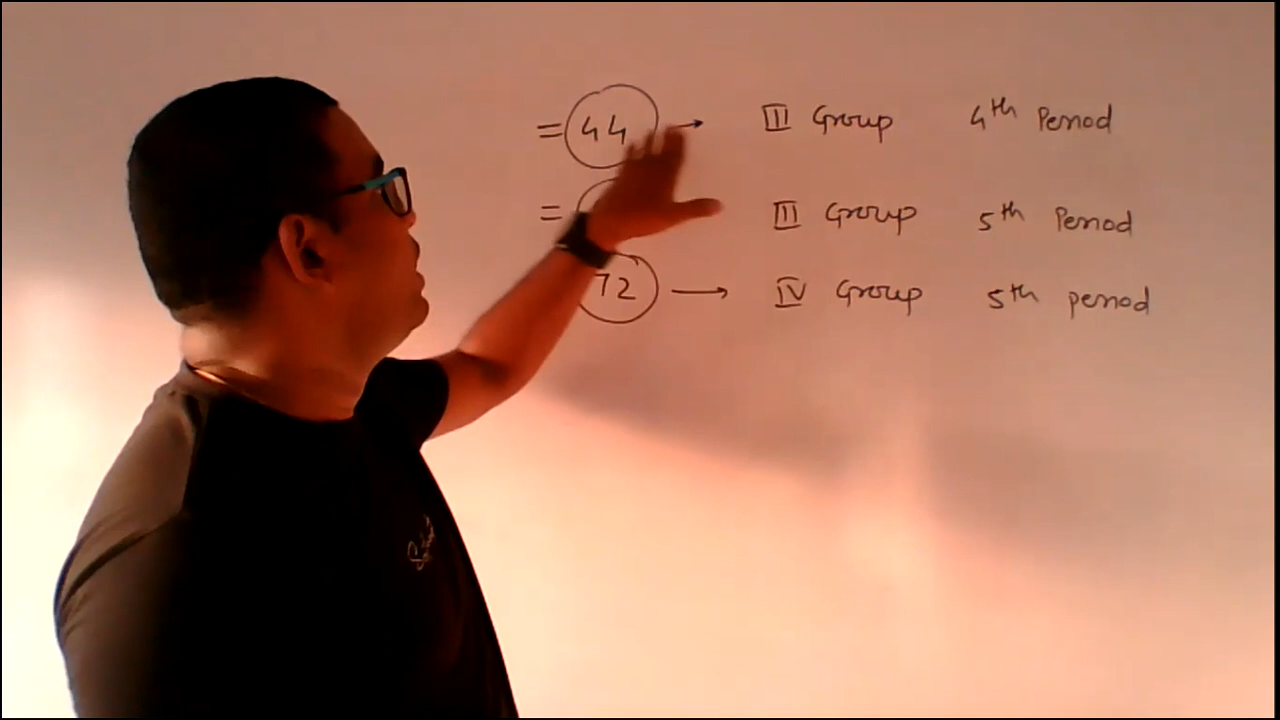 = 44 → III Group 4th Period
= III Group 5th Period
72 → IV Group 5th period